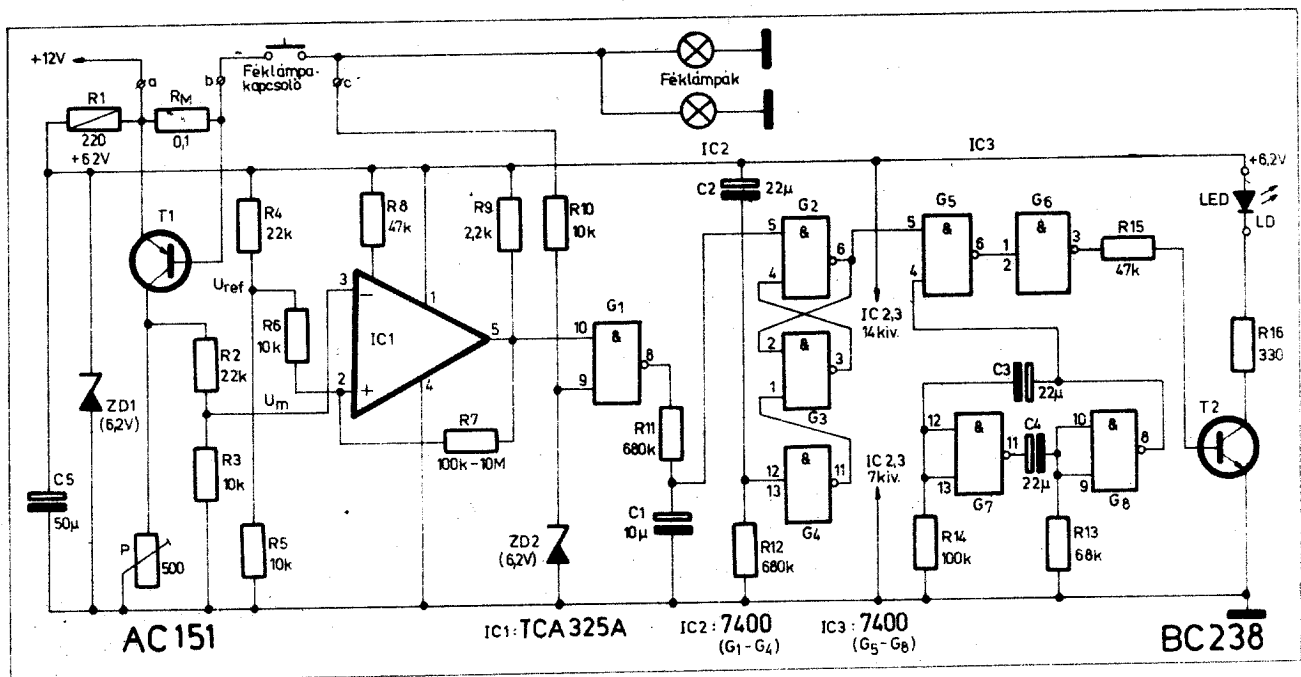 +12V
a
b
Féklámpa-
kapcsoló
c
Féklámpák
R1
220
RM
0,1
+6,2V
IC2
IC3
+6,2V
T1
R4
22k
R8
47k
R9
2,2k
R10
10k
C2
22µ
G2
&
5
4
6
G5
&
5
4
6
G6
&
1
2
3
R15
47k
LED
LD
Uref
R6
10k
3
−
1
IC1
5
2
+
4
G1
&
10
9
8
IC 2,3
14kiv.
R16
330
R2
22k
Um
R7
100k-10M
2
&
3
1
G3
C3
22µ
T2
ZD1
(6,2V)
R3
10k
R11
680k
12
&
11
13
G4
IC 2,3
7kiv.
12
&
11
13
G7
C4
22µ
10
&
8
9
G8
C5
50µ
P
500
R5
10k
ZD2
(6,2V)
C1
10µ
R12
680k
R14
100k
R13
68k
AC151
IC1:TCA325A
IC2:7400
(G1-G4)
IC3:7400
(G5-G8)
BC238